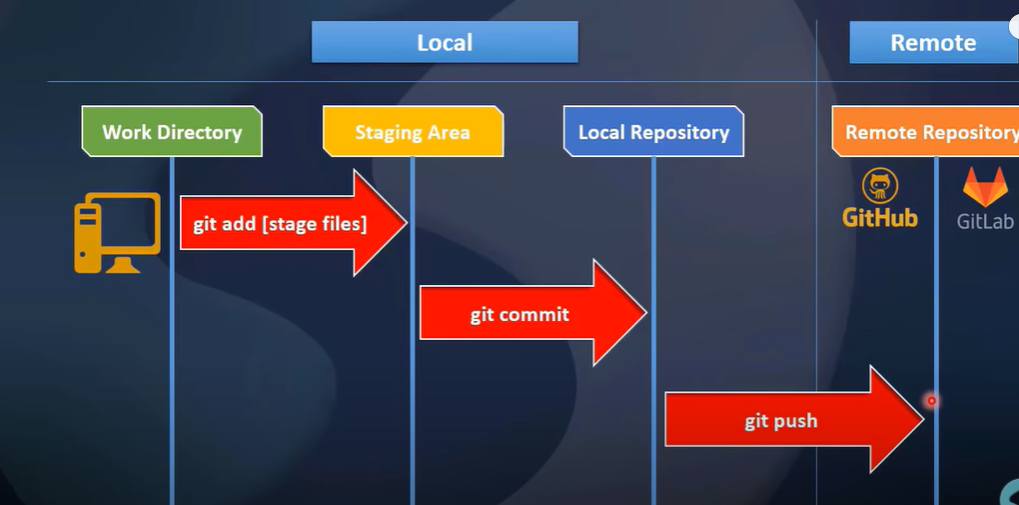 Local
Remote
Work Directory
Staging Area
Local Repository
Remote Repository
GitHub
GitLab
git add [stage files]
git commit
git push